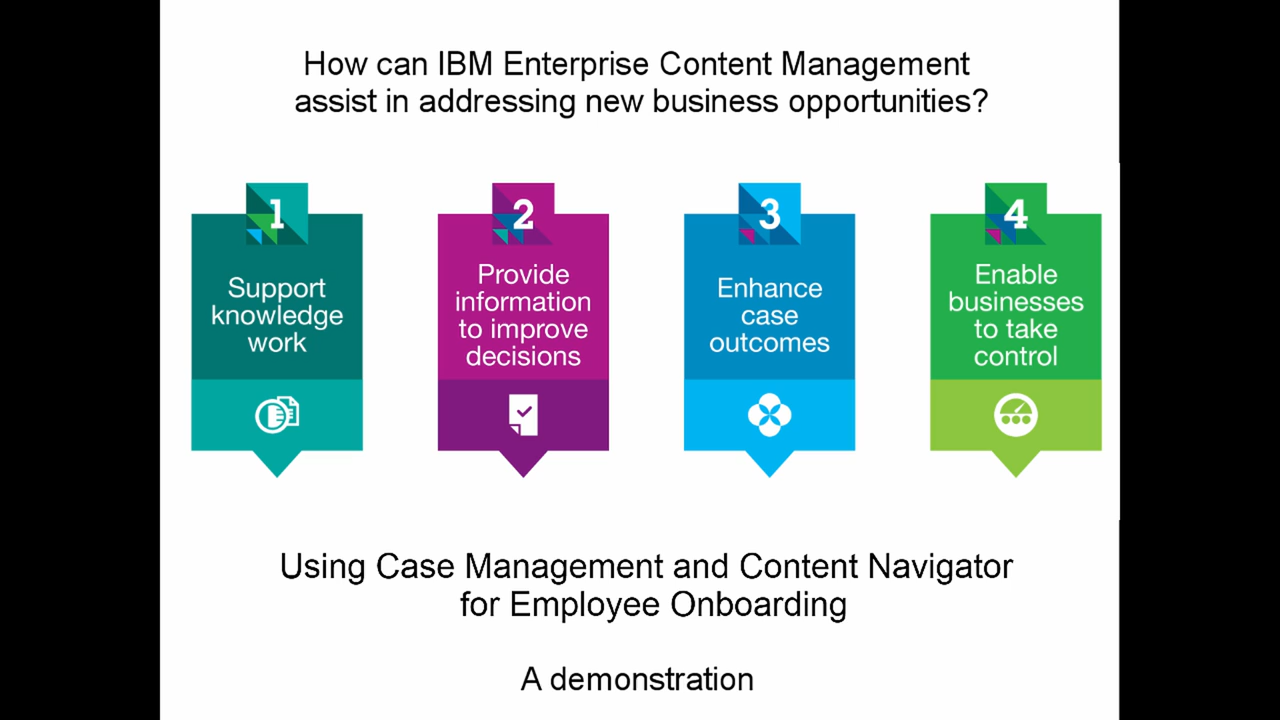 How can IBM Enterprise Content Management
assist in addressing new business opportunities?
1
Support
knowledge
work
2
Provide
information
to improve
decisions
3
Enhance
case
outcomes
4
Enable
businesses
to take
control
Using Case Management and Content Navigator
for Employee Onboarding
A demonstration